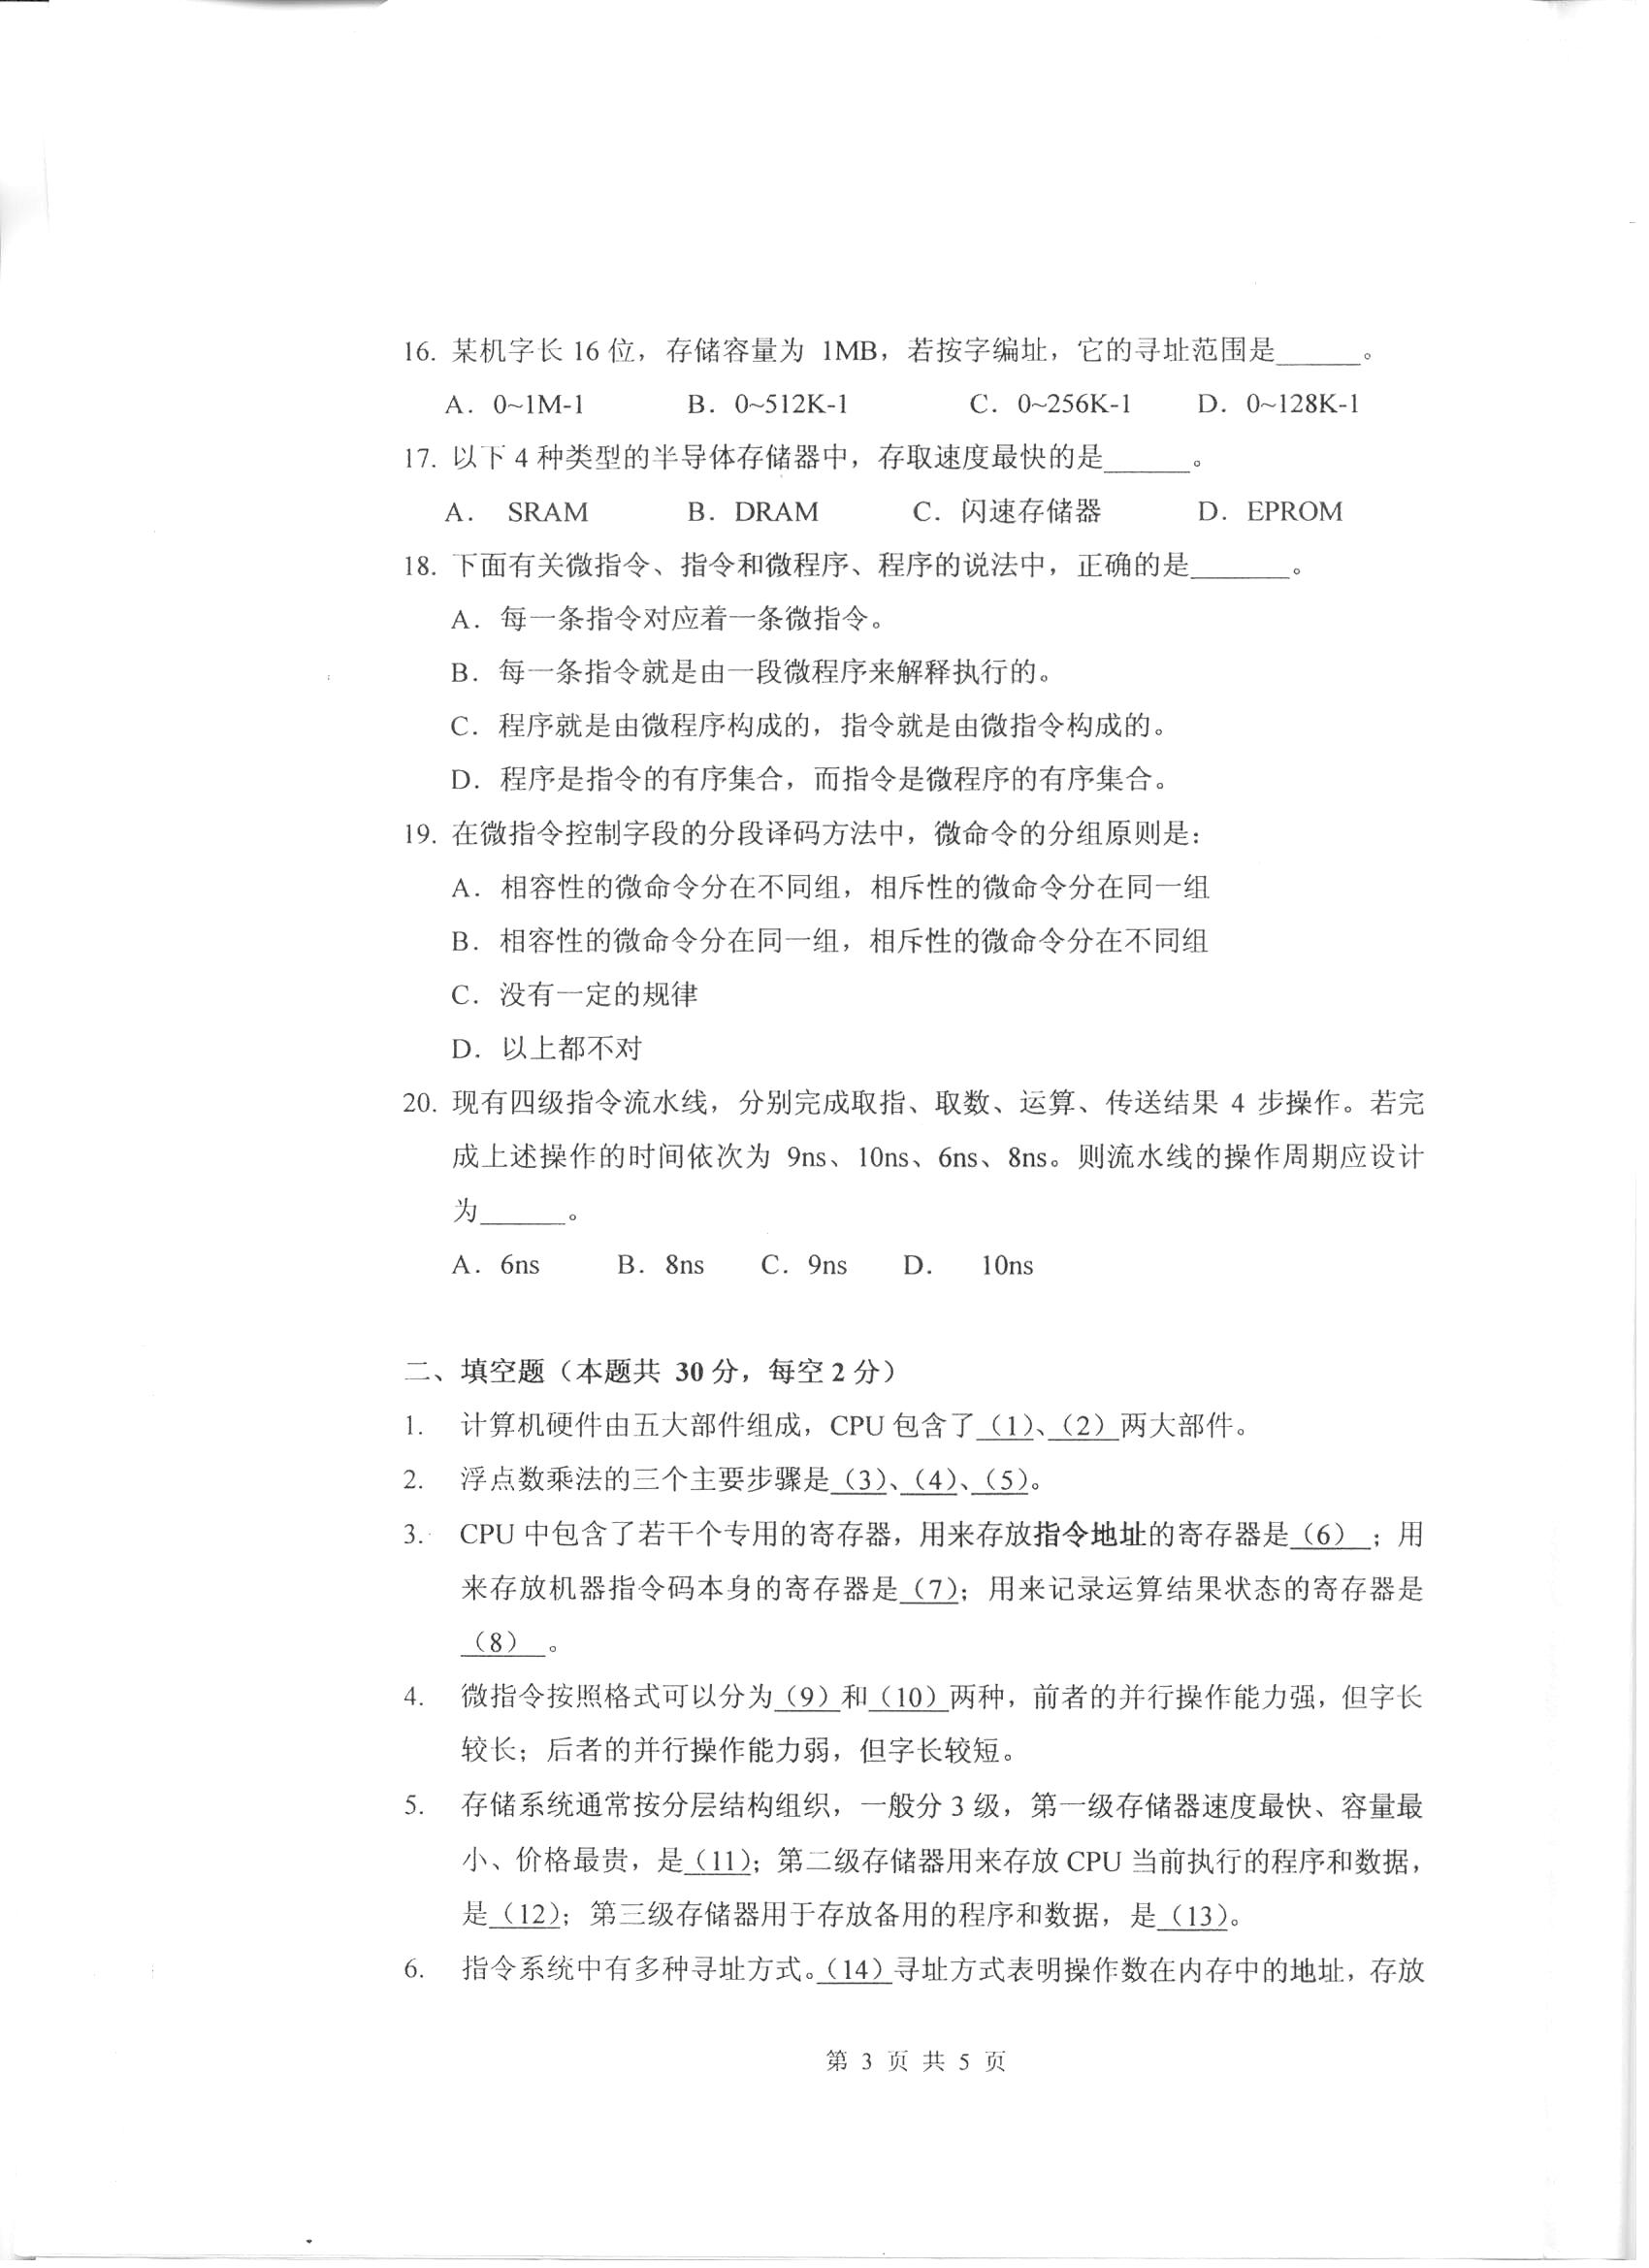 16. 某机字长 16 位，存储容量为 1MB，若按字编址，它的寻址范围是______。
A．0~1M-1 B．0~512K-1 C．0~256K-1 D．0~128K-1
17. 以下 4 种类型的半导体存储器中，存取速度最快的是______。
A． SRAM B．DRAM C．闪速存储器 D．EPROM
18. 下面有关微指令、指令和微程序、程序的说法中，正确的是_______。
A．每一条指令对应着一条微指令。
B．每一条指令就是由一段微程序来解释执行的。
C．程序就是由微程序构成的，指令就是由微指令构成的。
D．程序是指令的有序集合，而指令是微程序的有序集合。
19. 在微指令控制字段的分段译码方法中，微命令的分组原则是：
A．相容性的微命令分在不同组，相斥性的微命令分在同一组
B．相容性的微命令分在同一组，相斥性的微命令分在不同组
C．没有一定的规律
D．以上都不对
20. 现有四级指令流水线，分别完成取指、取数、运算、传送结果 4 步操作。若完
成上述操作的时间依次为 9ns、10ns、6ns、8ns。则流水线的操作周期应设计
为______。
A．6ns B．8ns C．9ns D． 10ns
二、填空题（本题共 30 分，每空 2 分）
1. 计算机硬件由五大部件组成，CPU 包含了（1）、（2）两大部件。
2. 浮点数乘法的三个主要步骤是（3）、（4）、（5）。
3. CPU 中包含了若干个专用的寄存器，用来存放指令地址的寄存器是（6） ；用
来存放机器指令码本身的寄存器是（7）；用来记录运算结果状态的寄存器是
（8） 。
4. 微指令按照格式可以分为（9）和（10）两种，前者的并行操作能力强，但字长
较长；后者的并行操作能力弱，但字长较短。
5. 存储系统通常按分层结构组织，一般分 3 级，第一级存储器速度最快、容量最
小、价格最贵，是（11）；第二级存储器用来存放 CPU 当前执行的程序和数据，
是（12）；第三级存储器用于存放备用的程序和数据，是（13）。
6. 指令系统中有多种寻址方式。（14）寻址方式表明操作数在内存中的地址，存放
第 3 页 共 5 页